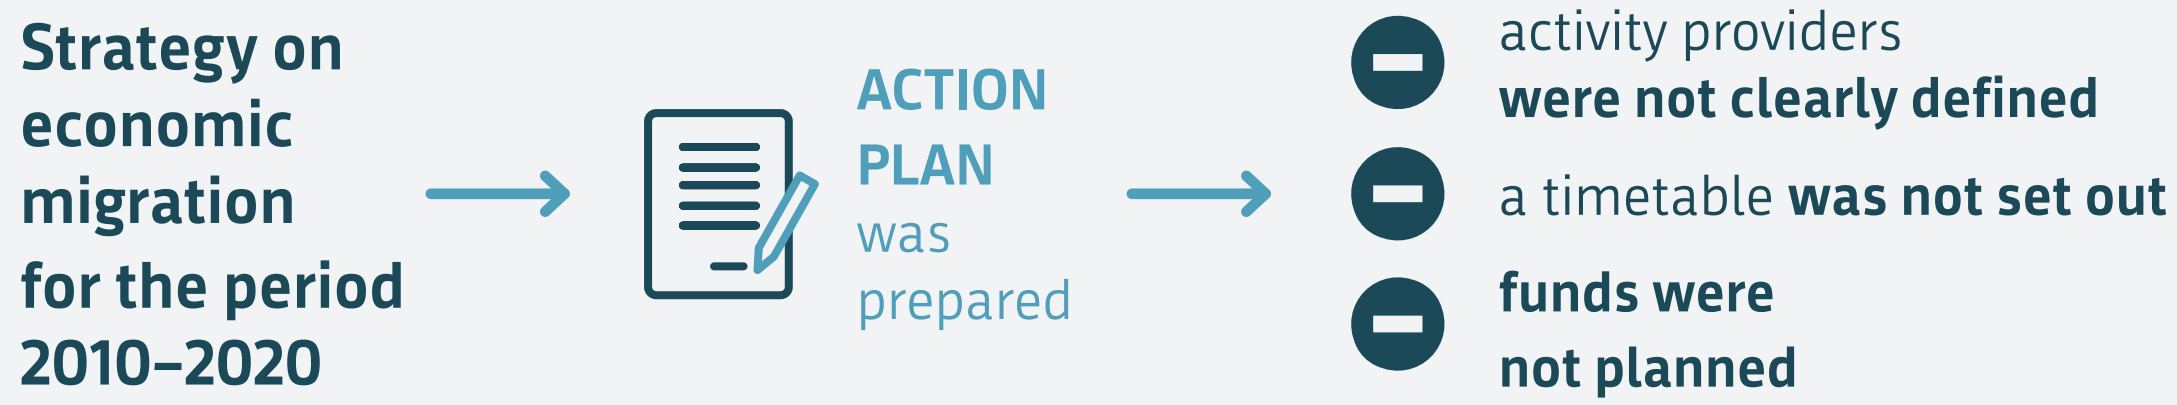 Strategy on
economic
migration
for the period
2010–2020
ACTION
PLAN
was
prepared
activity providers
were not clearly defined
a timetable was not set out
funds were
not planned